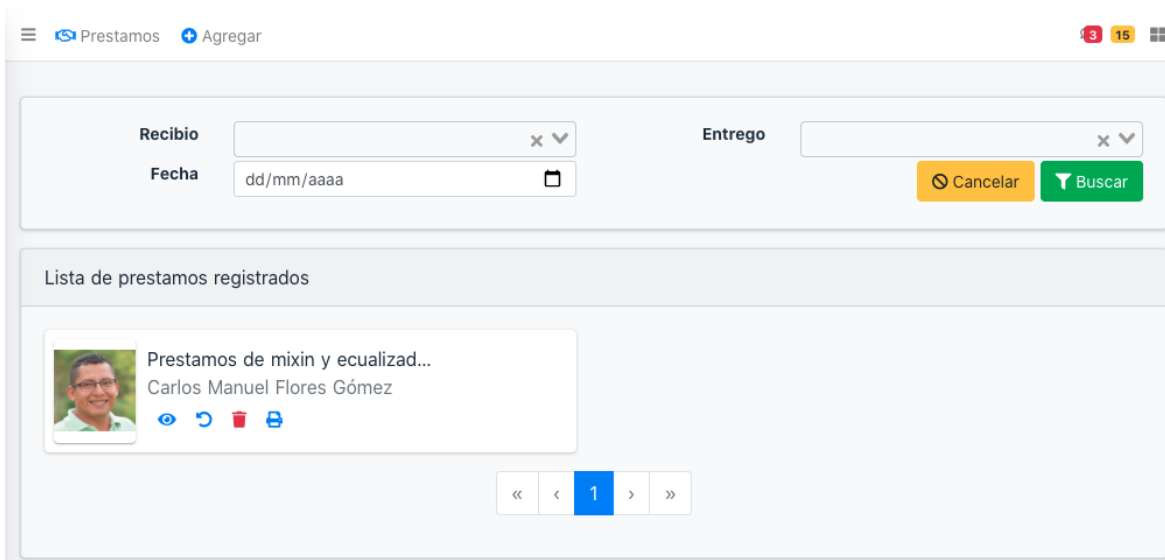 Prestamos Agregar 3 15
Recibio Entrego
Fecha dd/mm/aaaa Cancelar Buscar
Lista de prestamos registrados
Prestamos de mixin y ecualizad...
Carlos Manuel Flores Gómez
« ‹ 1 › »